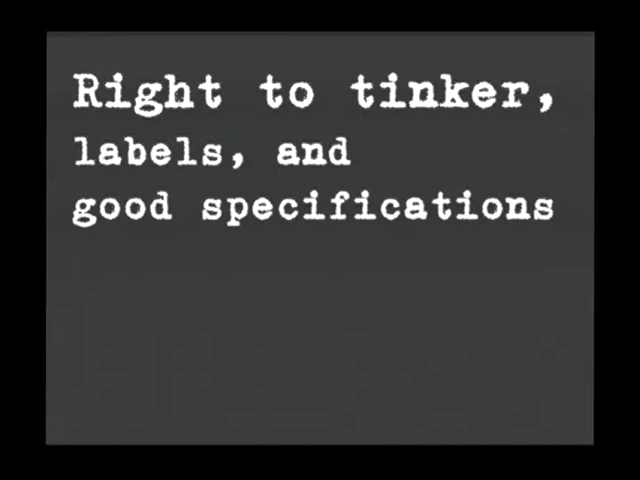 Right to tinker,
labels, and
good specifications